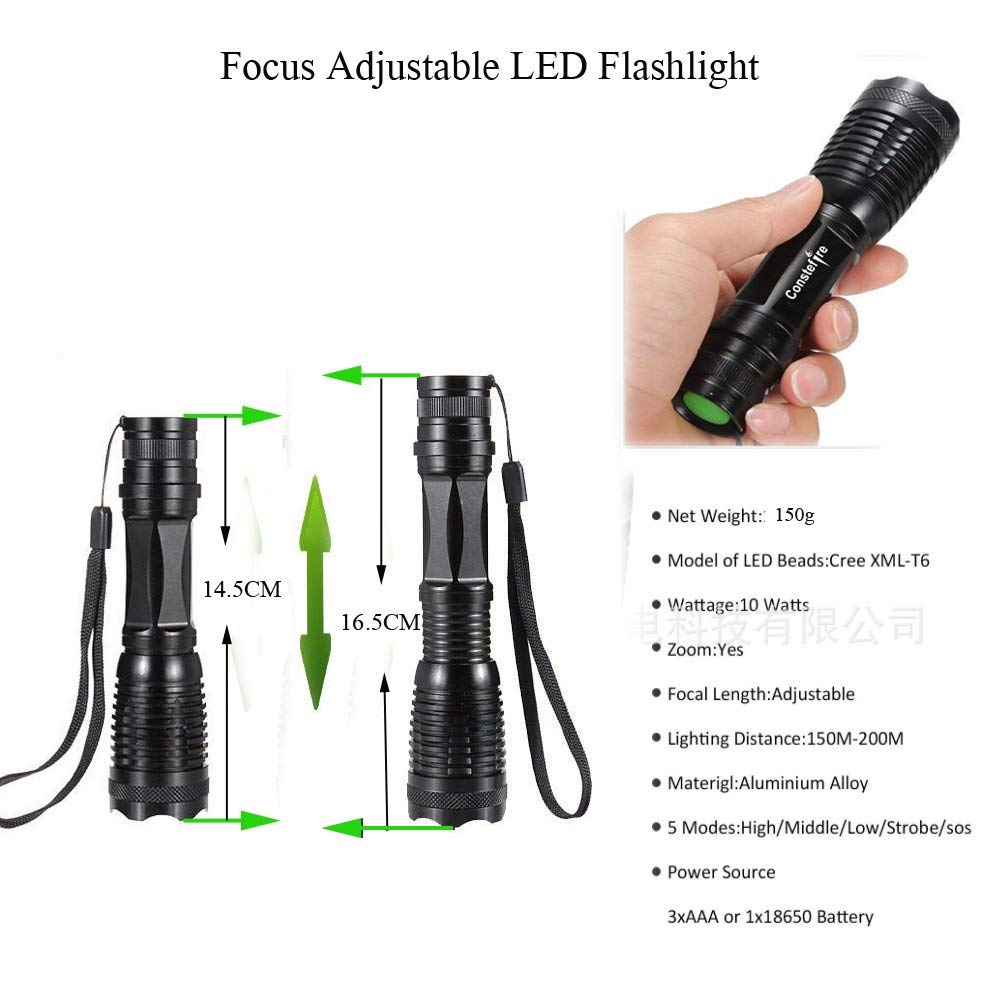 Focus Adjustable LED Flashlight
Constefire
14.5CM
16.5CM
• Net Weight: 150g
• Model of LED Beads:Cree XML-T6
• Wattage:10 Watts
电科技有限公司
• Zoom:Yes
• Focal Length:Adjustable
• Lighting Distance:150M-200M
• Materigl:Aluminium Alloy
• 5 Modes:High/Middle/Low/Strobe/sos
• Power Source
3xAAA or 1x18650 Battery